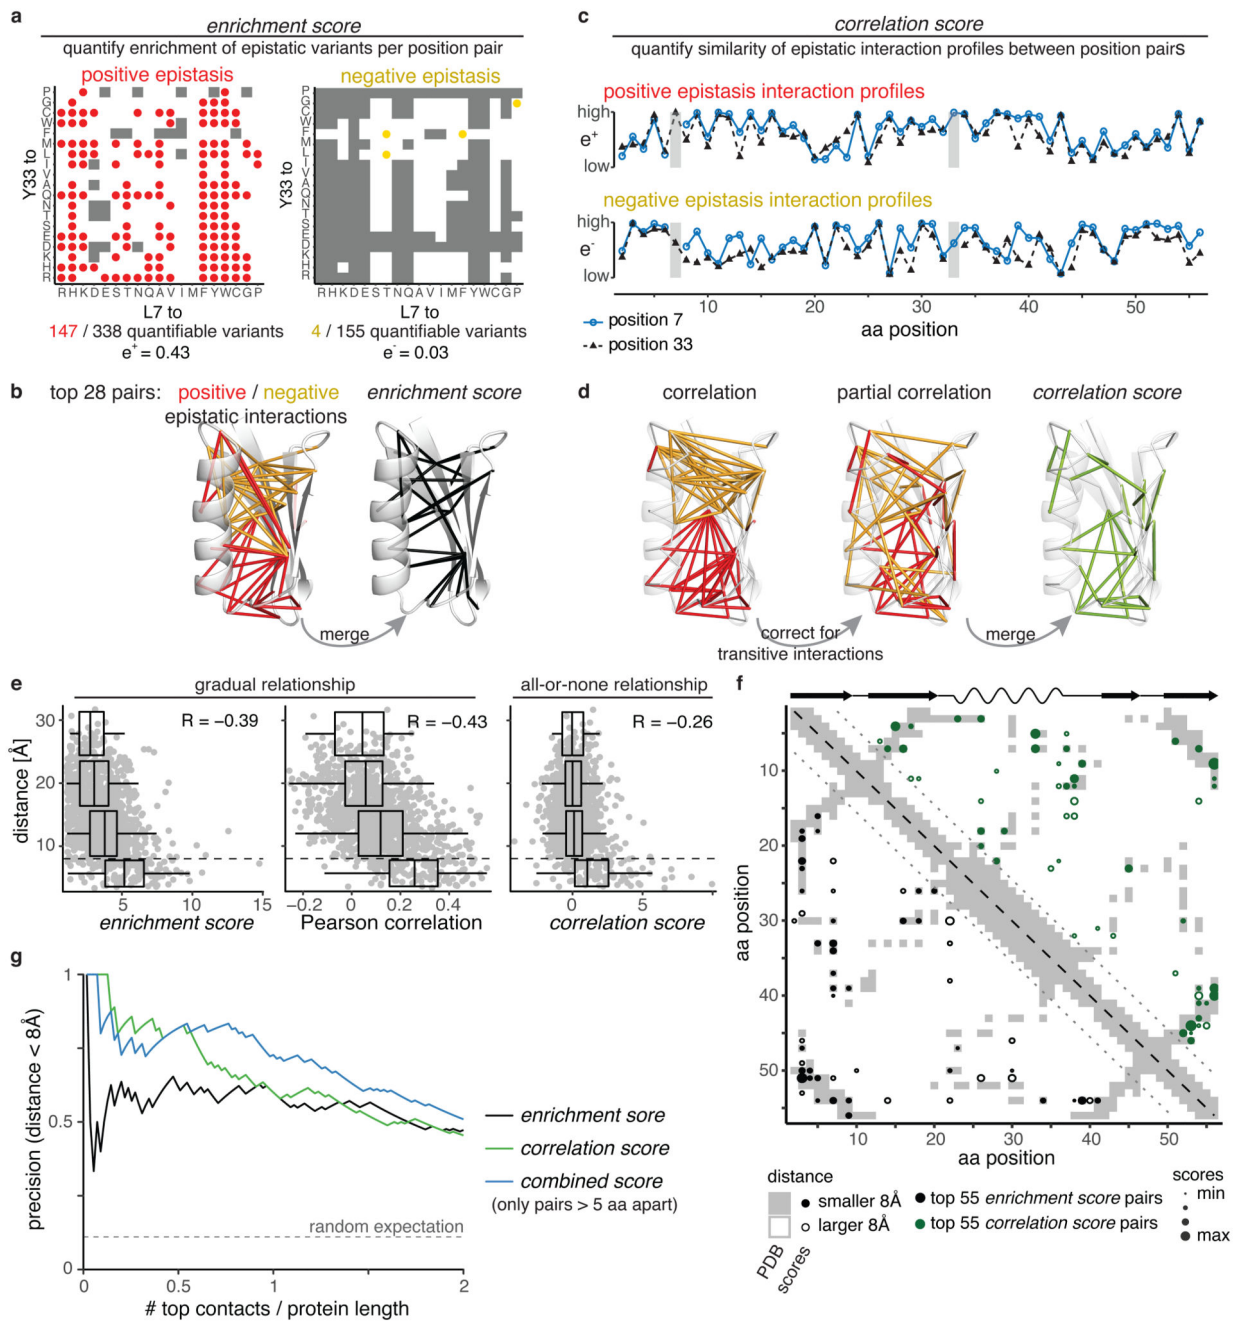 a
enrichment score
quantify enrichment of epistatic variants per position pair
positive epistasis
negative epistasis
Y33 to
P
G
C
W
F
M
L
I
V
A
Q
N
T
S
E
D
K
H
R
R H K D E S T N Q A V I M F Y W C G P
L7 to
147 / 338 quantifiable variants
e+ = 0.43
Y33 to
P
G
C
W
F
M
L
I
V
A
Q
N
T
S
E
D
K
H
R
R H K D E S T N Q A V I M F Y W C G P
L7 to
4 / 155 quantifiable variants
e- = 0.03
c
correlation score
quantify similarity of epistatic interaction profiles between position pairs
positive epistasis interaction profiles
high
e+
low
negative epistasis interaction profiles
high
e-
low
10 20 30 40 50
aa position
position 7
position 33
b
top 28 pairs: positive / negative
epistatic interactions
enrichment score
merge
d
correlation
partial correlation
correlation score
correct for
transitive interactions
merge
e
gradual relationship
all-or-none relationship
R = −0.39
R = −0.43
R = −0.26
distance [Å]
30
20
10
5 10 15
enrichment score
−0.2 0 0.2 0.4
Pearson correlation
0 5 10
correlation score
f
aa position
10
20
30
40
50
10 20 30 40 50
aa position
distance
smaller 8Å
larger 8Å
PDB
scores
top 55 enrichment score pairs
top 55 correlation score pairs
scores
min
max
g
precision (distance < 8Å)
1
0.5
0
random expectation
0 0.5 1 2
# top contacts / protein length
enrichment sore
correlation score
combined score
(only pairs > 5 aa apart)